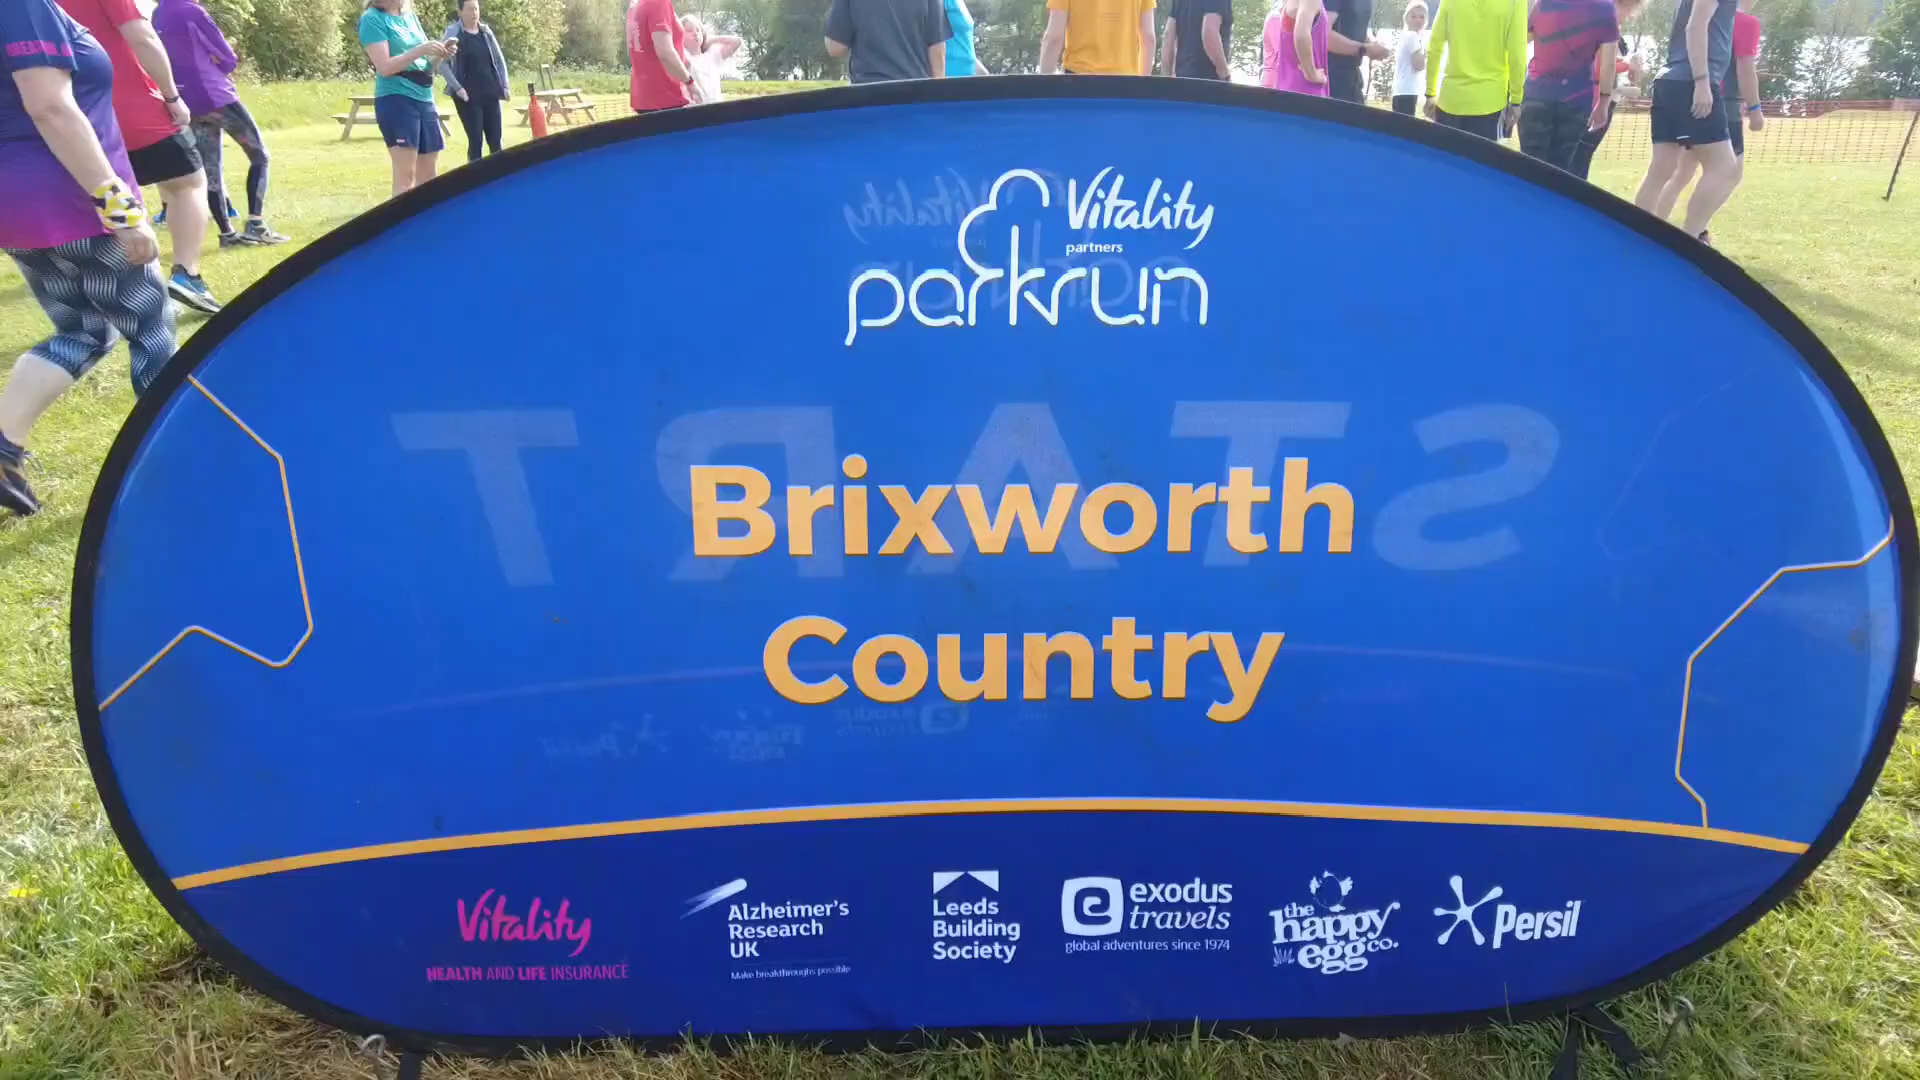 Vitality
partners
parkrun
START
Brixworth
Country
Vitality
HEALTH AND LIFE INSURANCE
Alzheimer's
Research
UK
Make breakthroughs possible
Leeds
Building
Society
exodus
travels
global adventures since 1974
the
happy
egg co.
Persil